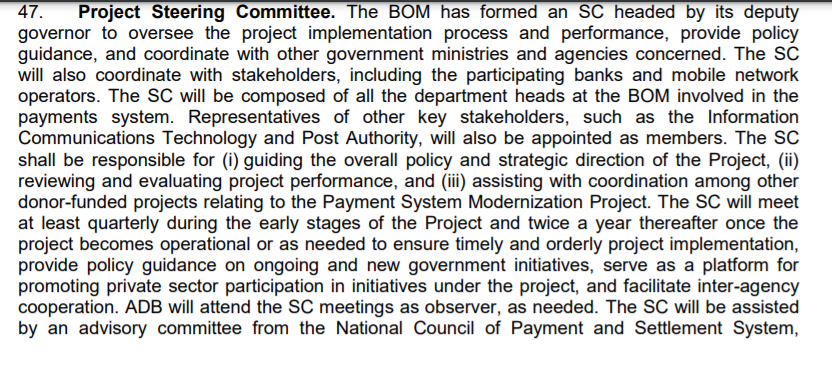 47. Project Steering Committee. The BOM has formed an SC headed by its deputy
governor to oversee the project implementation process and performance, provide policy
guidance, and coordinate with other government ministries and agencies concerned. The SC
will also coordinate with stakeholders, including the participating banks and mobile network
operators. The SC will be composed of all the department heads at the BOM involved in the
payments system. Representatives of other key stakeholders, such as the Information
Communications Technology and Post Authority, will also be appointed as members. The SC
shall be responsible for (i) guiding the overall policy and strategic direction of the Project, (ii)
reviewing and evaluating project performance, and (iii) assisting with coordination among other
donor-funded projects relating to the Payment System Modernization Project. The SC will meet
at least quarterly during the early stages of the Project and twice a year thereafter once the
project becomes operational or as needed to ensure timely and orderly project implementation,
provide policy guidance on ongoing and new government initiatives, serve as a platform for
promoting private sector participation in initiatives under the project, and facilitate inter-agency
cooperation. ADB will attend the SC meetings as observer, as needed. The SC will be assisted
by an advisory committee from the National Council of Payment and Settlement System,